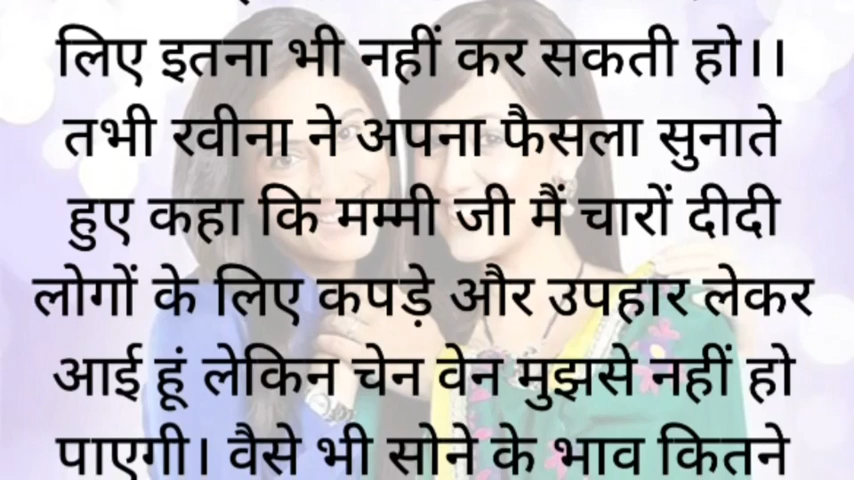 लिए इतना भी नहीं कर सकती हो।।
तभी रवीना ने अपना फैसला सुनाते
हुए कहा कि मम्मी जी मैं चारों दीदी
लोगों के लिए कपड़े और उपहार लेकर
आई हूं लेकिन चेन वेन मुझसे नहीं हो
पाएगी। वैसे भी सोने के भाव कितने